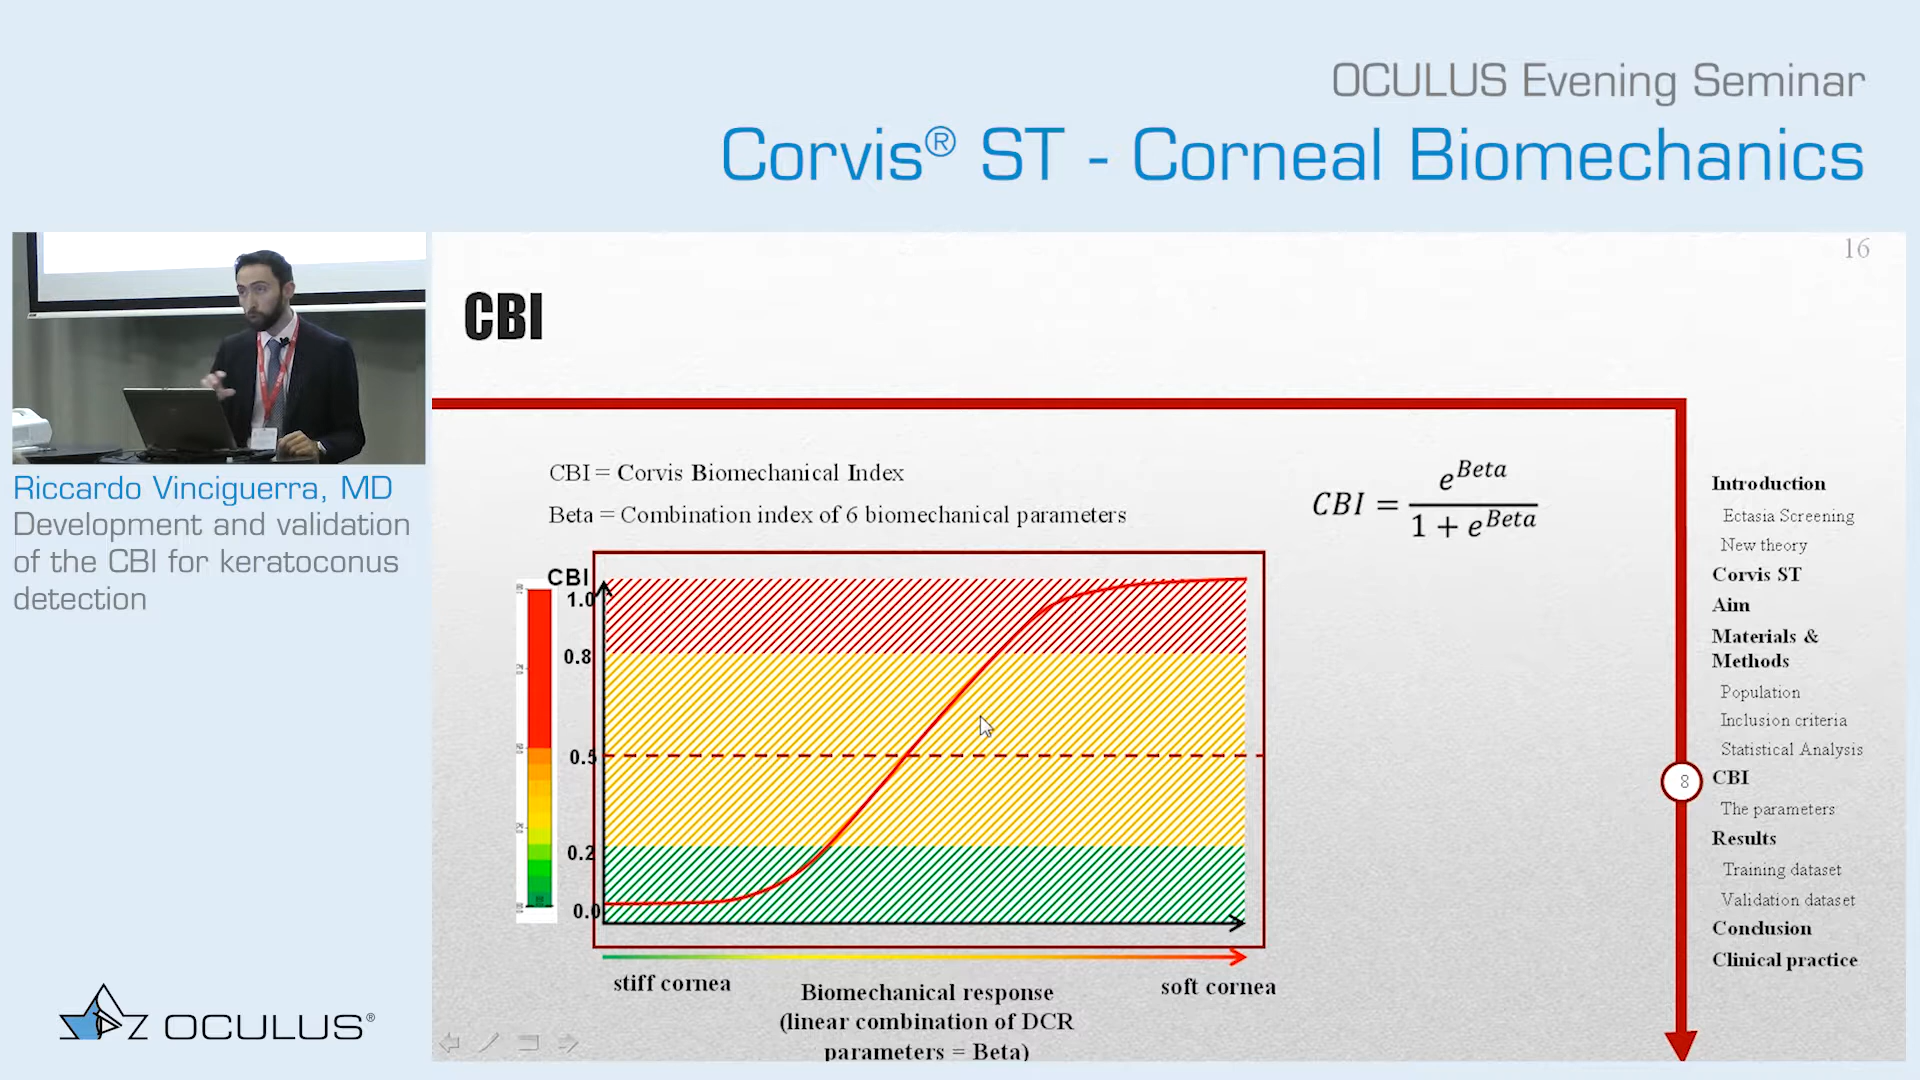 OCULUS Evening Seminar
Corvis® ST - Corneal Biomechanics
Riccardo Vinciguerra, MD
Development and validation
of the CBI for keratoconus
detection
OCULUS®
16
CBI
CBI = Corvis Biomechanical Index
Beta = Combination index of 6 biomechanical parameters
CBI = e^Beta / 1 + e^Beta
CBI
1.0
0.8
0.5
0.2
0.0
stiff cornea
soft cornea
Biomechanical response
(linear combination of DCR
parameters = Beta)
Introduction
Ectasia Screening
New theory
Corvis ST
Aim
Materials &
Methods
Population
Inclusion criteria
Statistical Analysis
8
CBI
The parameters
Results
Training dataset
Validation dataset
Conclusion
Clinical practice